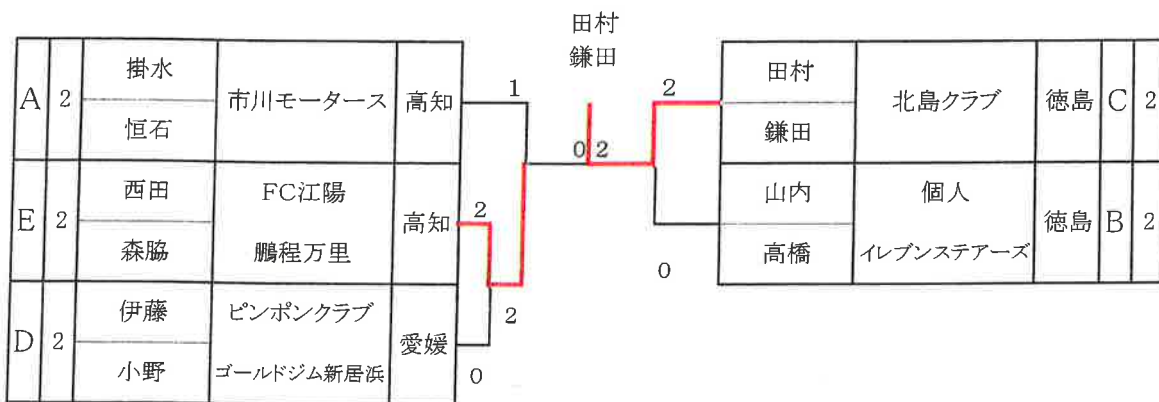 田村
鎌田
A 2 掛水 恒石 市川モータース 高知
E 2 西田 森脇 FC江陽 鵬程万里 高知
D 2 伊藤 小野 ピンポンクラブ ゴールドジム新居浜 愛媛
1
2
2
0
0 2
2
0
田村 鎌田 北島クラブ 徳島 C 2
山内 高橋 個人 イレブンステアーズ 徳島 B 2